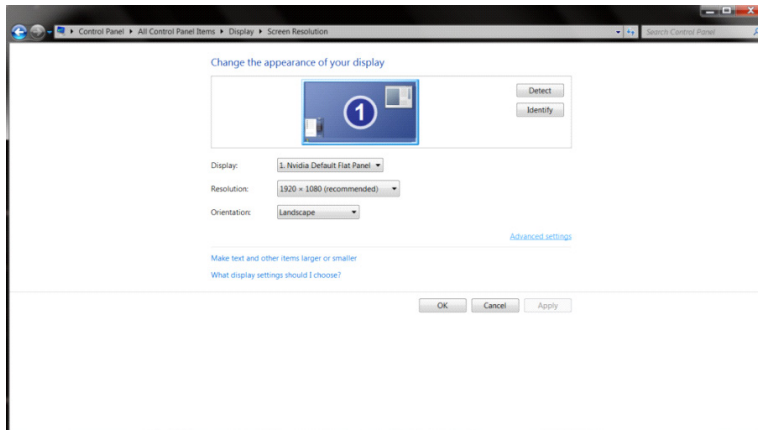 Control Panel ▸ All Control Panel Items ▸ Display ▸ Screen Resolution
Search Control Panel
Change the appearance of your display
1
Detect
Identify
Display: 1. Nvidia Default Flat Panel
Resolution: 1920 × 1080 (recommended)
Orientation: Landscape
Advanced settings
Make text and other items larger or smaller
What display settings should I choose?
OK Cancel Apply